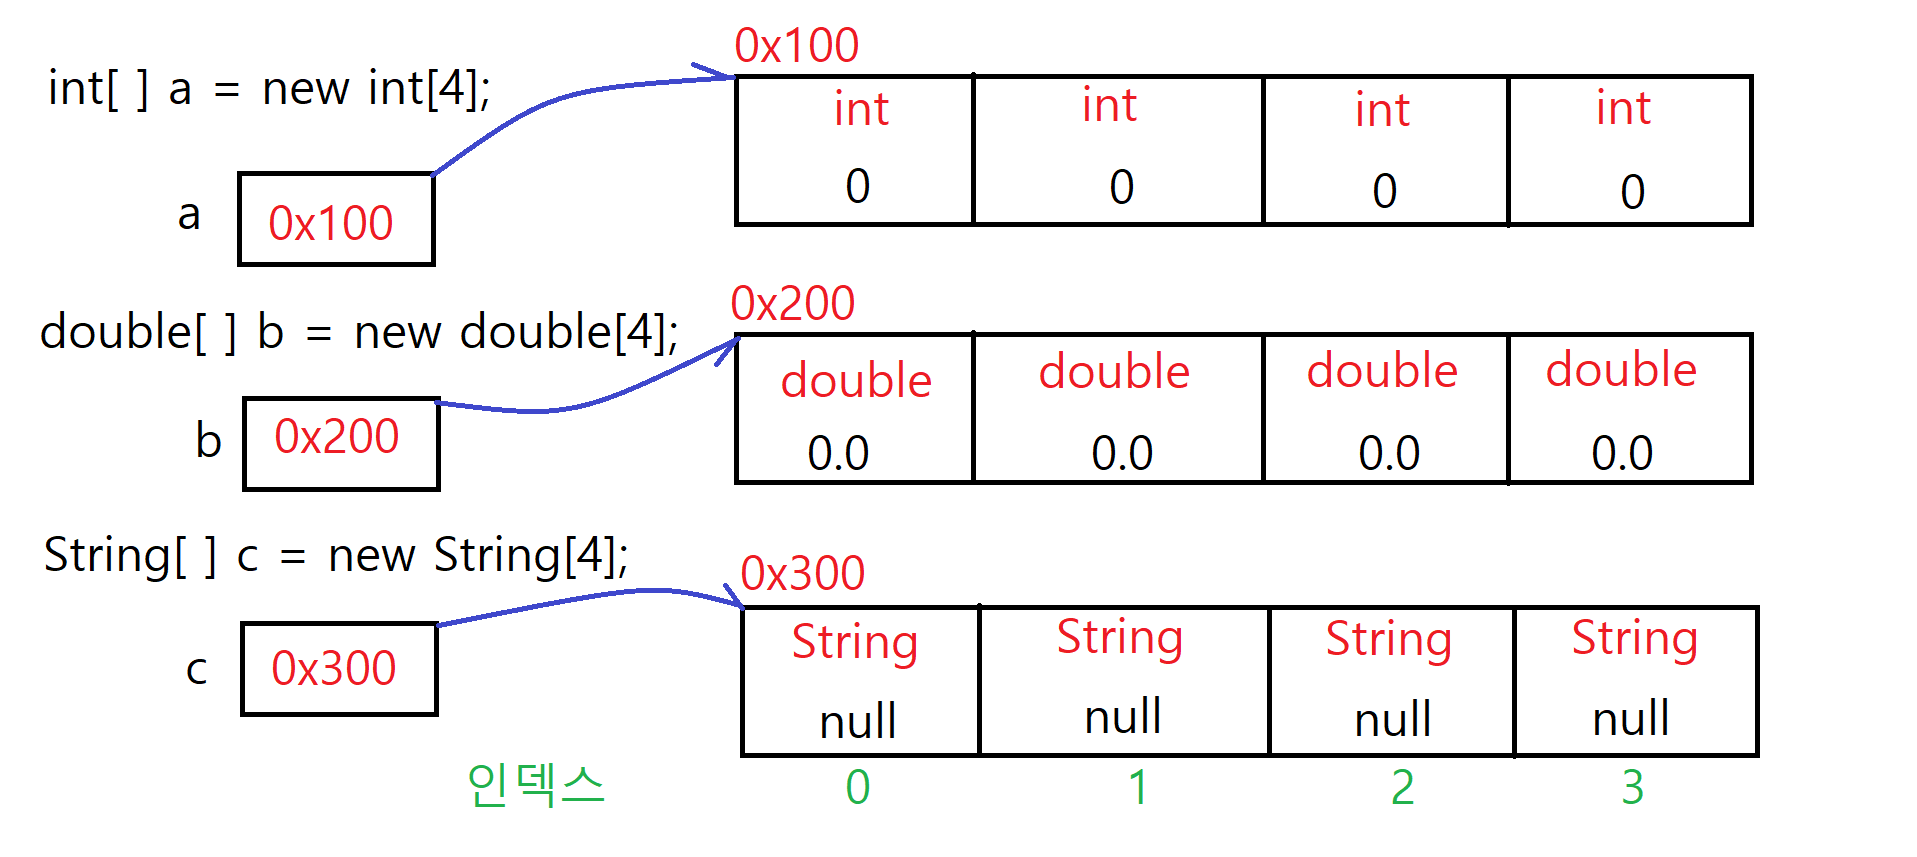 int[ ] a = new int[4];
0x100
int int int int
0 0 0 0
a 0x100
double[ ] b = new double[4];
0x200
double double double double
0.0 0.0 0.0 0.0
b 0x200
String[ ] c = new String[4];
0x300
String String String String
null null null null
c 0x300
인덱스 0 1 2 3